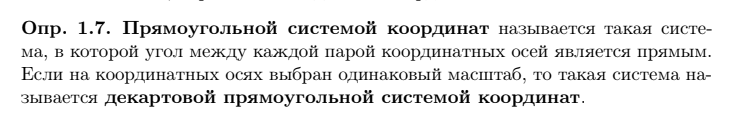 Опр. 1.7. Прямоугольной системой координат называется такая систе-
ма, в которой угол между каждой парой координатных осей является прямым.
Если на координатных осях выбран одинаковый масштаб, то такая система на-
зывается декартовой прямоугольной системой координат.